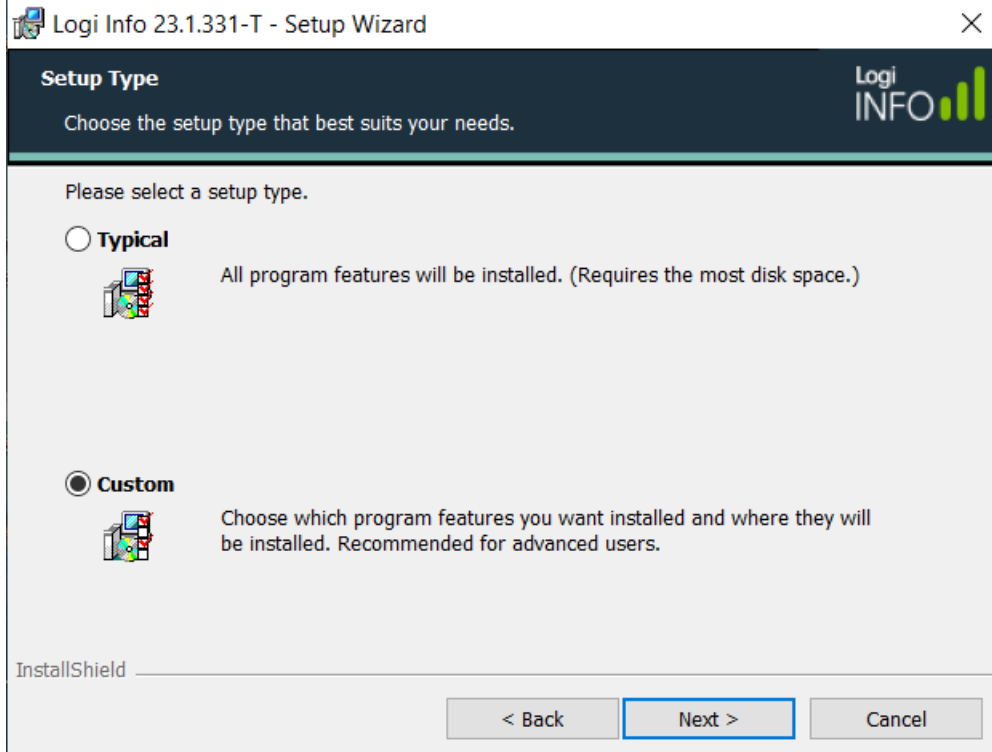 Logi Info 23.1.331-T - Setup Wizard
Setup Type
Logi
INFO
Choose the setup type that best suits your needs.
Please select a setup type.
Typical
All program features will be installed. (Requires the most disk space.)
Custom
Choose which program features you want installed and where they will
be installed. Recommended for advanced users.
InstallShield
< Back
Next >
Cancel